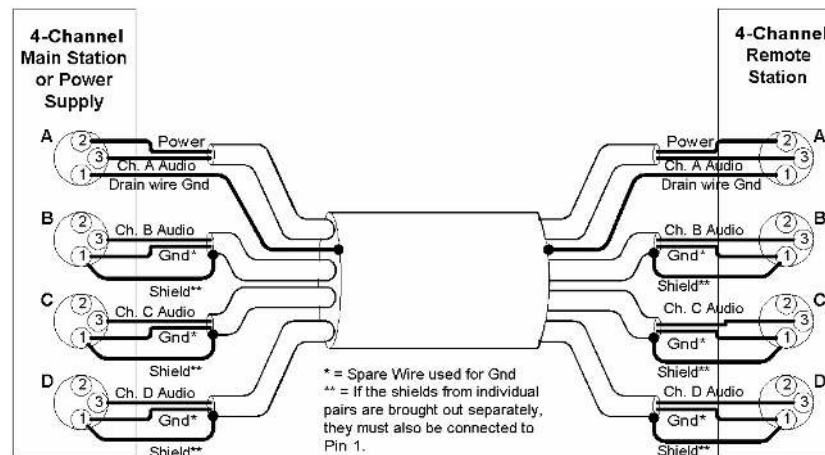 4-Channel
Main Station
or Power
Supply
A
2
3
1
Power
Ch. A Audio
Drain wire Gnd
B
2
3
1
Ch. B Audio
Gnd*
Shield**
C
2
3
1
Ch. C Audio
Gnd*
Shield**
D
2
3
1
Ch. D Audio
Gnd*
Shield**
* = Spare Wire used for Gnd
** = If the shields from individual
pairs are brought out separately,
they must also be connected to
Pin 1.
4-Channel
Remote
Station
Power
A
2
3
1
Ch. A Audio
Drain wire Gnd
B
2
3
1
Ch. B Audio
Gnd*
Shield**
C
2
3
1
Ch. C Audio
Gnd*
Shield**
D
2
3
1
Ch. D Audio
Gnd*
Shield**